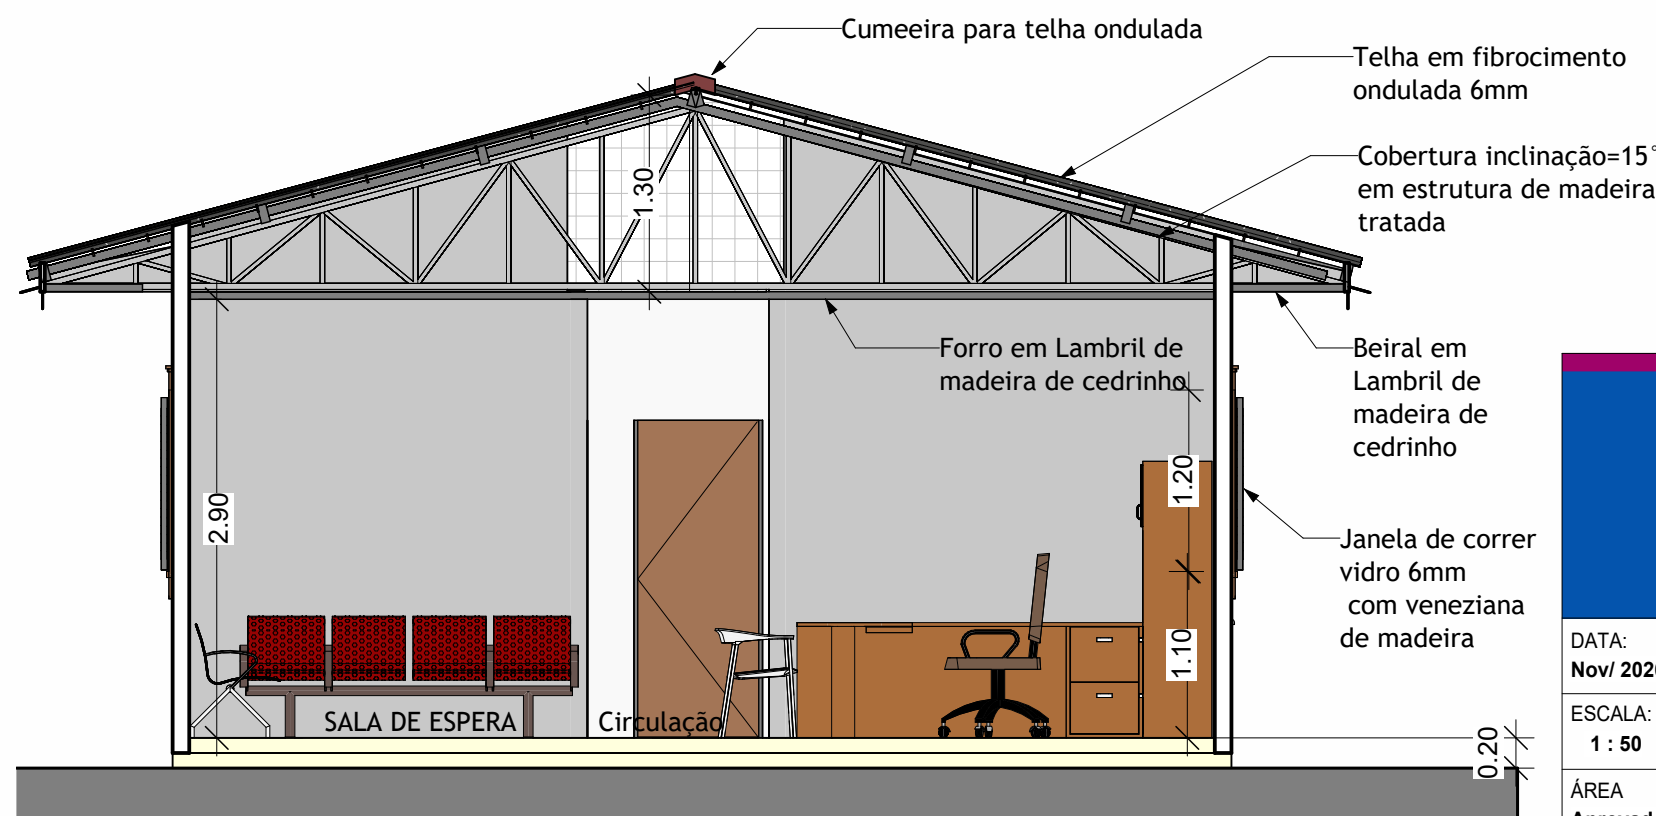 Cumeeira para telha ondulada
Telha em fibrocimento
ondulada 6mm
Cobertura inclinação=15°
em estrutura de madeira
tratada
1.30
Forro em Lambril de
madeira de cedrinho
Beiral em
Lambril de
madeira de
cedrinho
2.90
1.20
Janela de correr
vidro 6mm
com veneziana
de madeira
1.10
SALA DE ESPERA
Circulação
0.20
DATA:
Nov/ 2020
ESCALA:
1 : 50
ÁREA